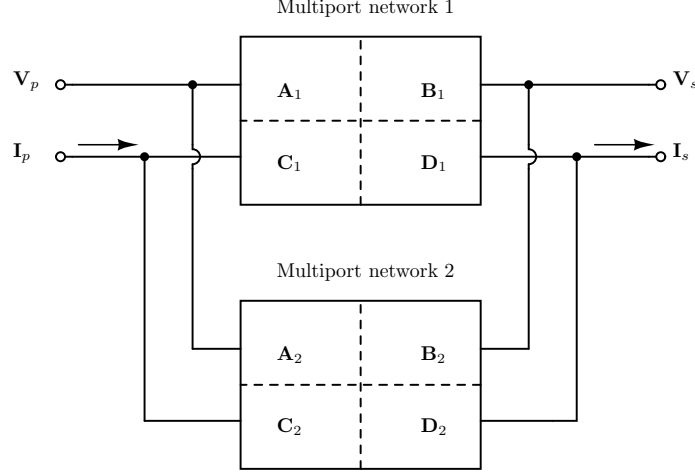 Multiport network 1
V_p A_1 B_1 V_s
I_p C_1 D_1 I_s
Multiport network 2
A_2 B_2
C_2 D_2